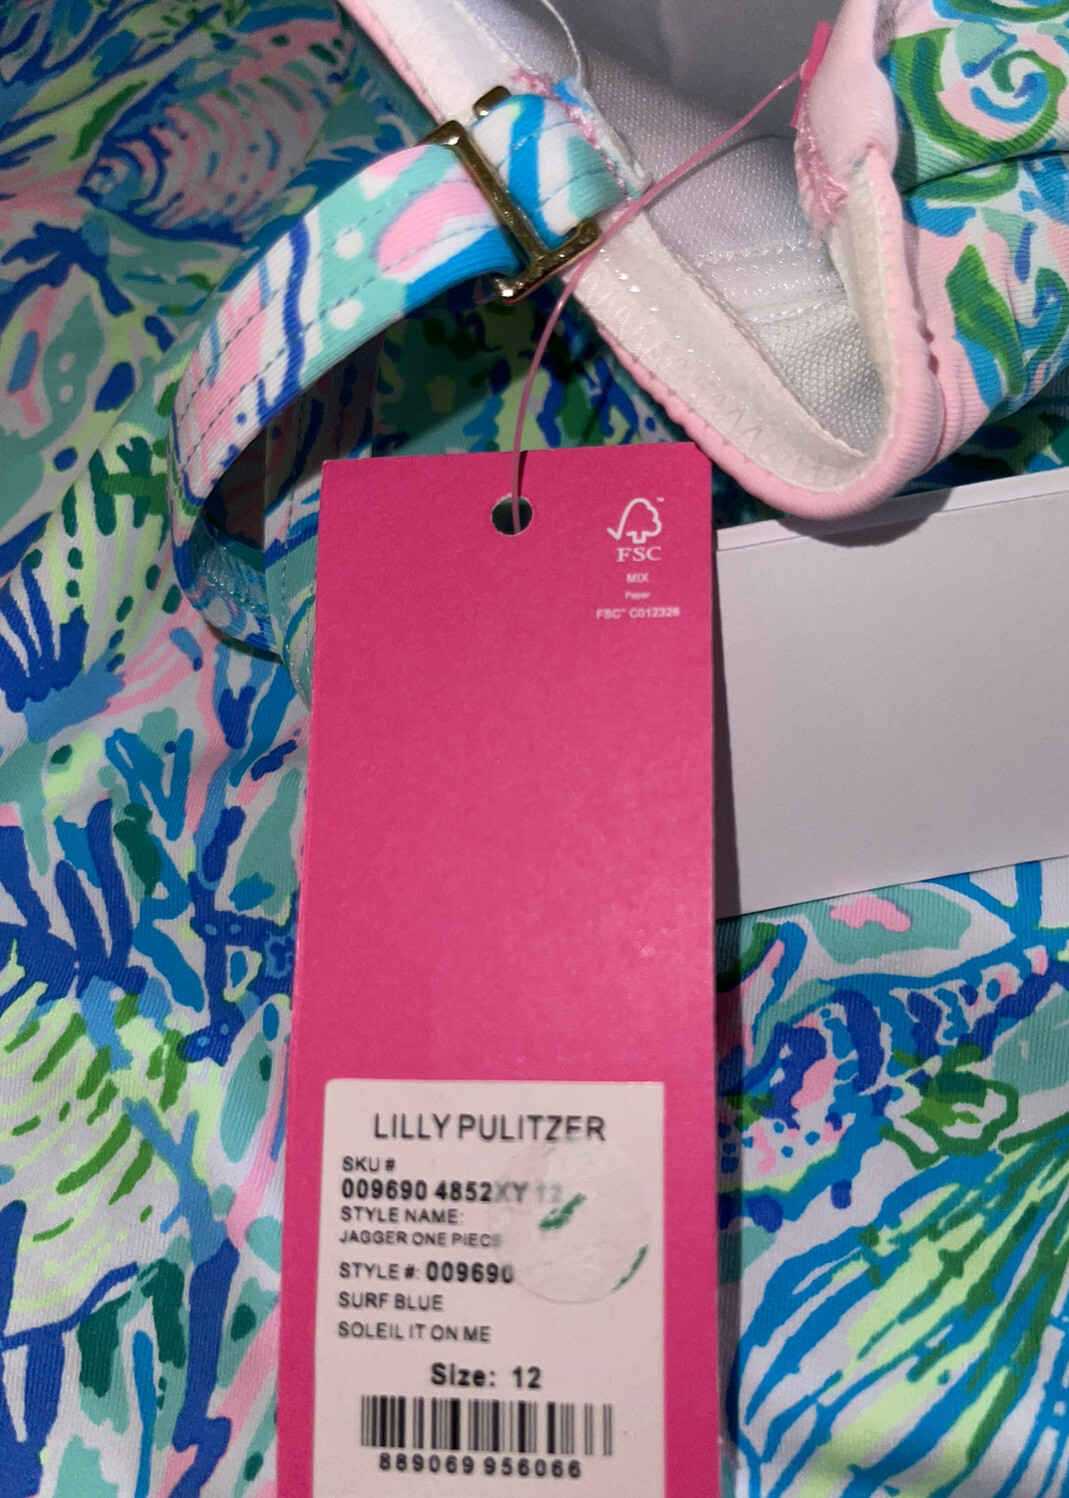 FSC
MIX
Paper
FSC™ C012326
LILLY PULITZER
SKU #
009690 4852XY 12
STYLE NAME:
JAGGER ONE PIECE
STYLE #: 009690
SURF BLUE
SOLEIL IT ON ME
Size: 12
889069 956066